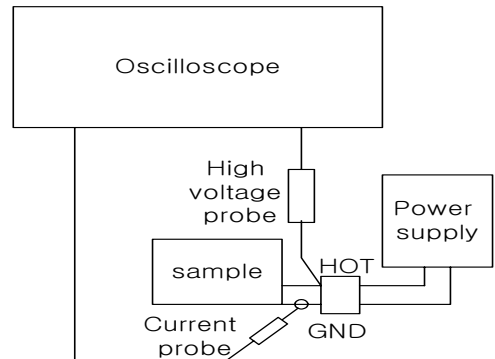 Oscilloscope
High
voltage
probe
Power
supply
HOT
sample
GND
Current
probe